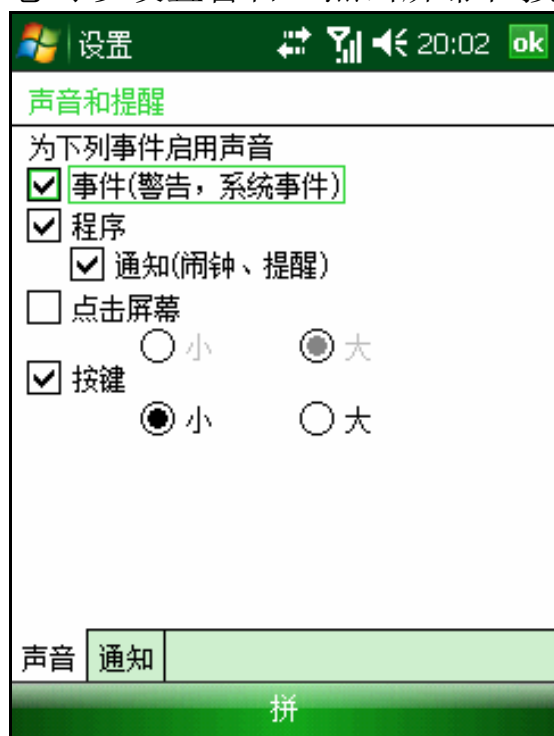 设置 20:02 ok
声音和提醒
为下列事件启用声音
事件(警告，系统事件)
程序
通知(闹钟、提醒)
点击屏幕
小 大
按键
小 大
声音 通知
拼